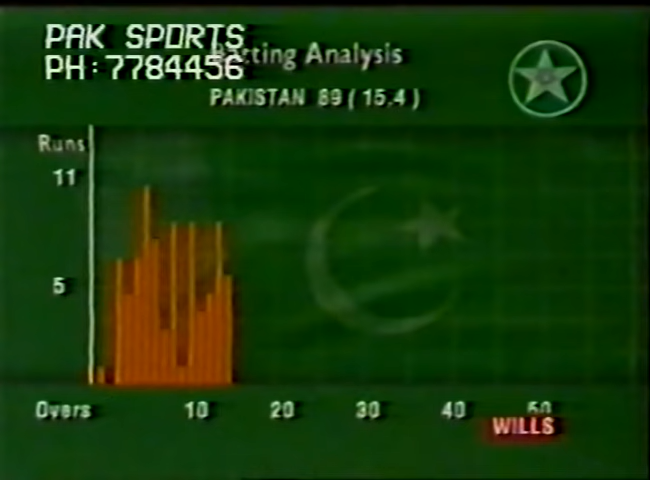 PAK SPORTS
PH:7784456
Batting Analysis
PAKISTAN 89 ( 15.4 )
Runs
11
5
Overs 10 20 30 40 50
WILLS